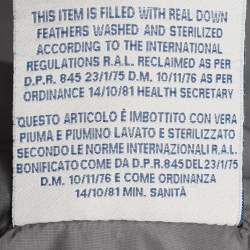 THIS ITEM IS FILLED WITH REAL DOWN
FEATHERS WASHED AND STERILIZED
ACCORDING TO THE INTERNATIONAL
REGULATIONS R.A.L. RECLAIMED AS PER
D.P.R. 845 23/1/75 D.M. 10/11/76 AS PER
ORDINANCE 14/10/81 HEALTH SECRETARY
QUESTO ARTICOLO È IMBOTTITO CON VERA
PIUMA E PIUMINO LAVATO E STERILIZZATO
SECONDO LE NORME INTERNAZIONALI R.A.L.
BONIFICATO COME DA D.P.R. 845 DEL 23/1/75
D.M. 10/11/76 E COME ORDINANZA
14/10/81 MIN. SANITÀ